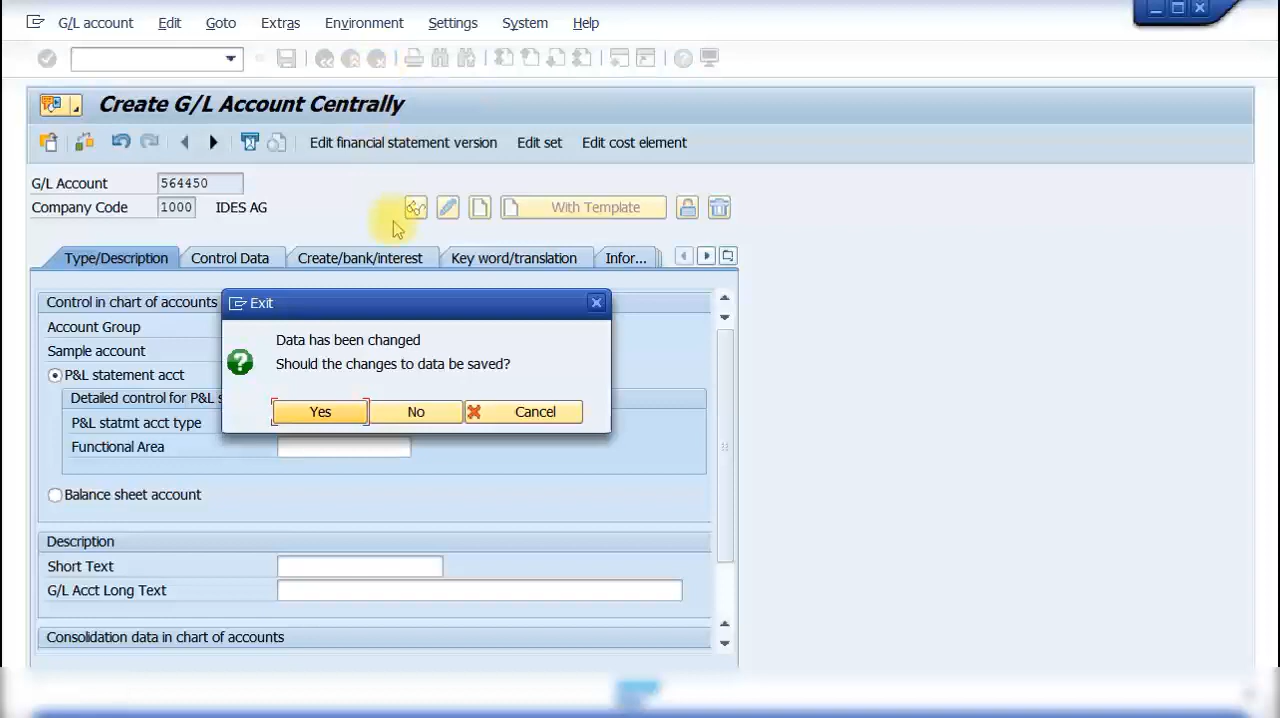 G/L account Edit Goto Extras Environment Settings System Help
Create G/L Account Centrally
Edit financial statement version Edit set Edit cost element
G/L Account 564450
Company Code 1000 IDES AG With Template
Type/Description Control Data Create/bank/interest Key word/translation Infor...
Control in chart of accounts
Exit
Account Group
Data has been changed
Sample account
Should the changes to data be saved?
P&L statement acct
Detailed control for P&L s
Yes No Cancel
P&L statmt acct type
Functional Area
Balance sheet account
Description
Short Text
G/L Acct Long Text
Consolidation data in chart of accounts